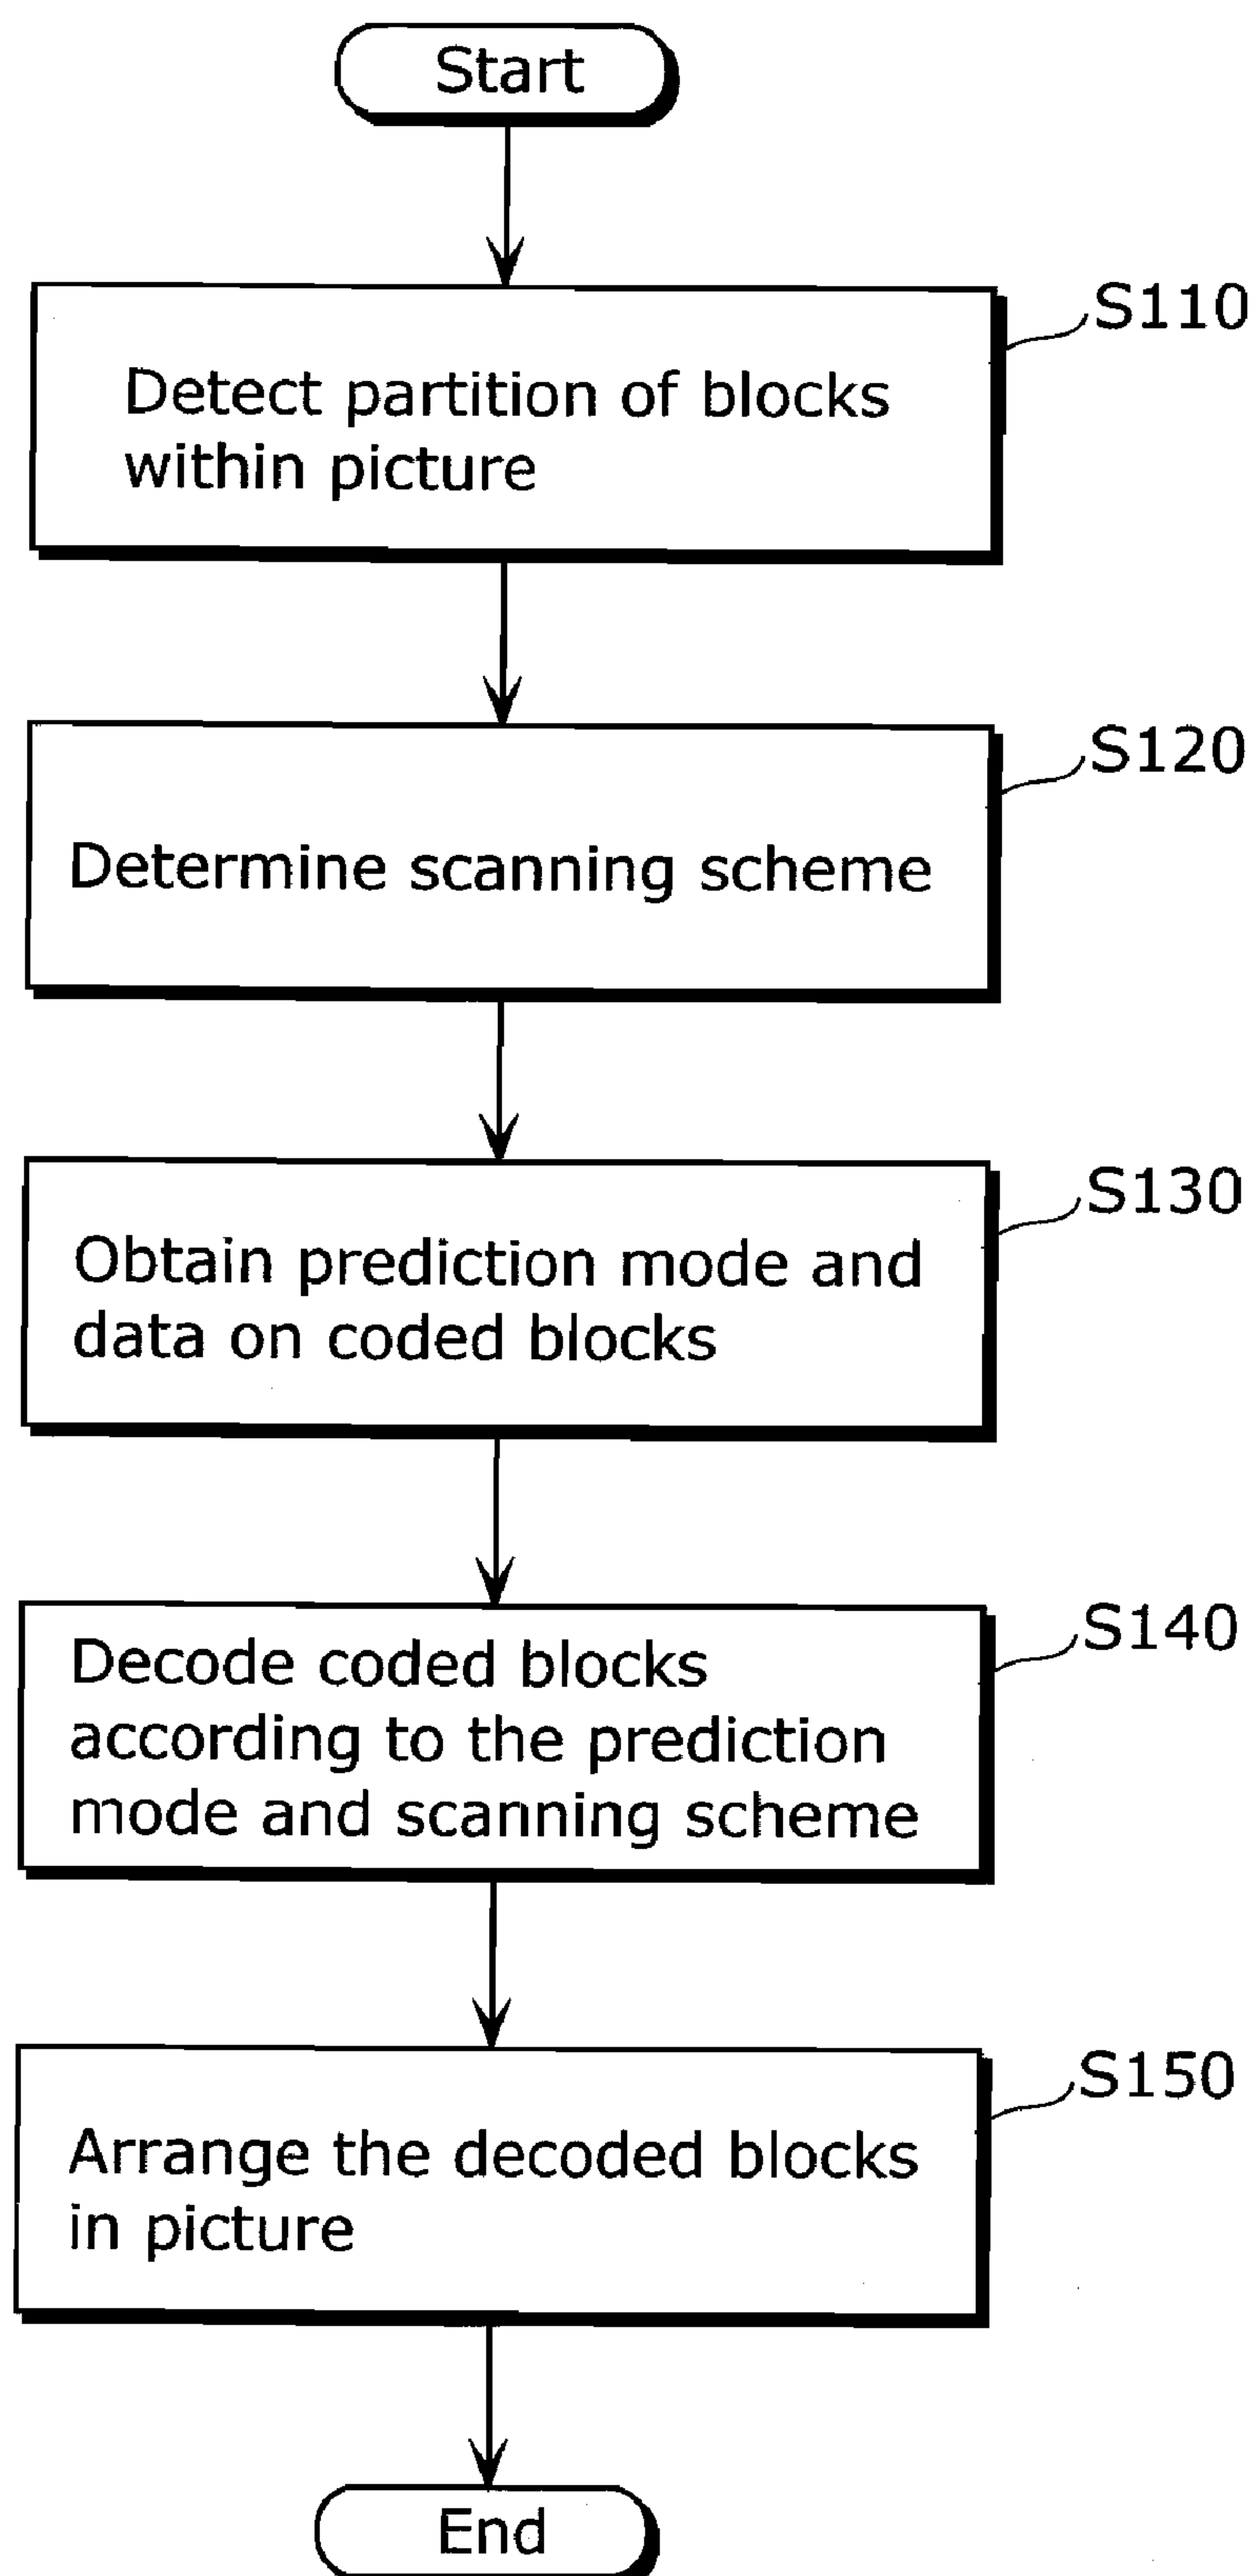 Start
S110
Detect partition of blocks
within picture
S120
Determine scanning scheme
S130
Obtain prediction mode and
data on coded blocks
S140
Decode coded blocks
according to the prediction
mode and scanning scheme
S150
Arrange the decoded blocks
in picture
End